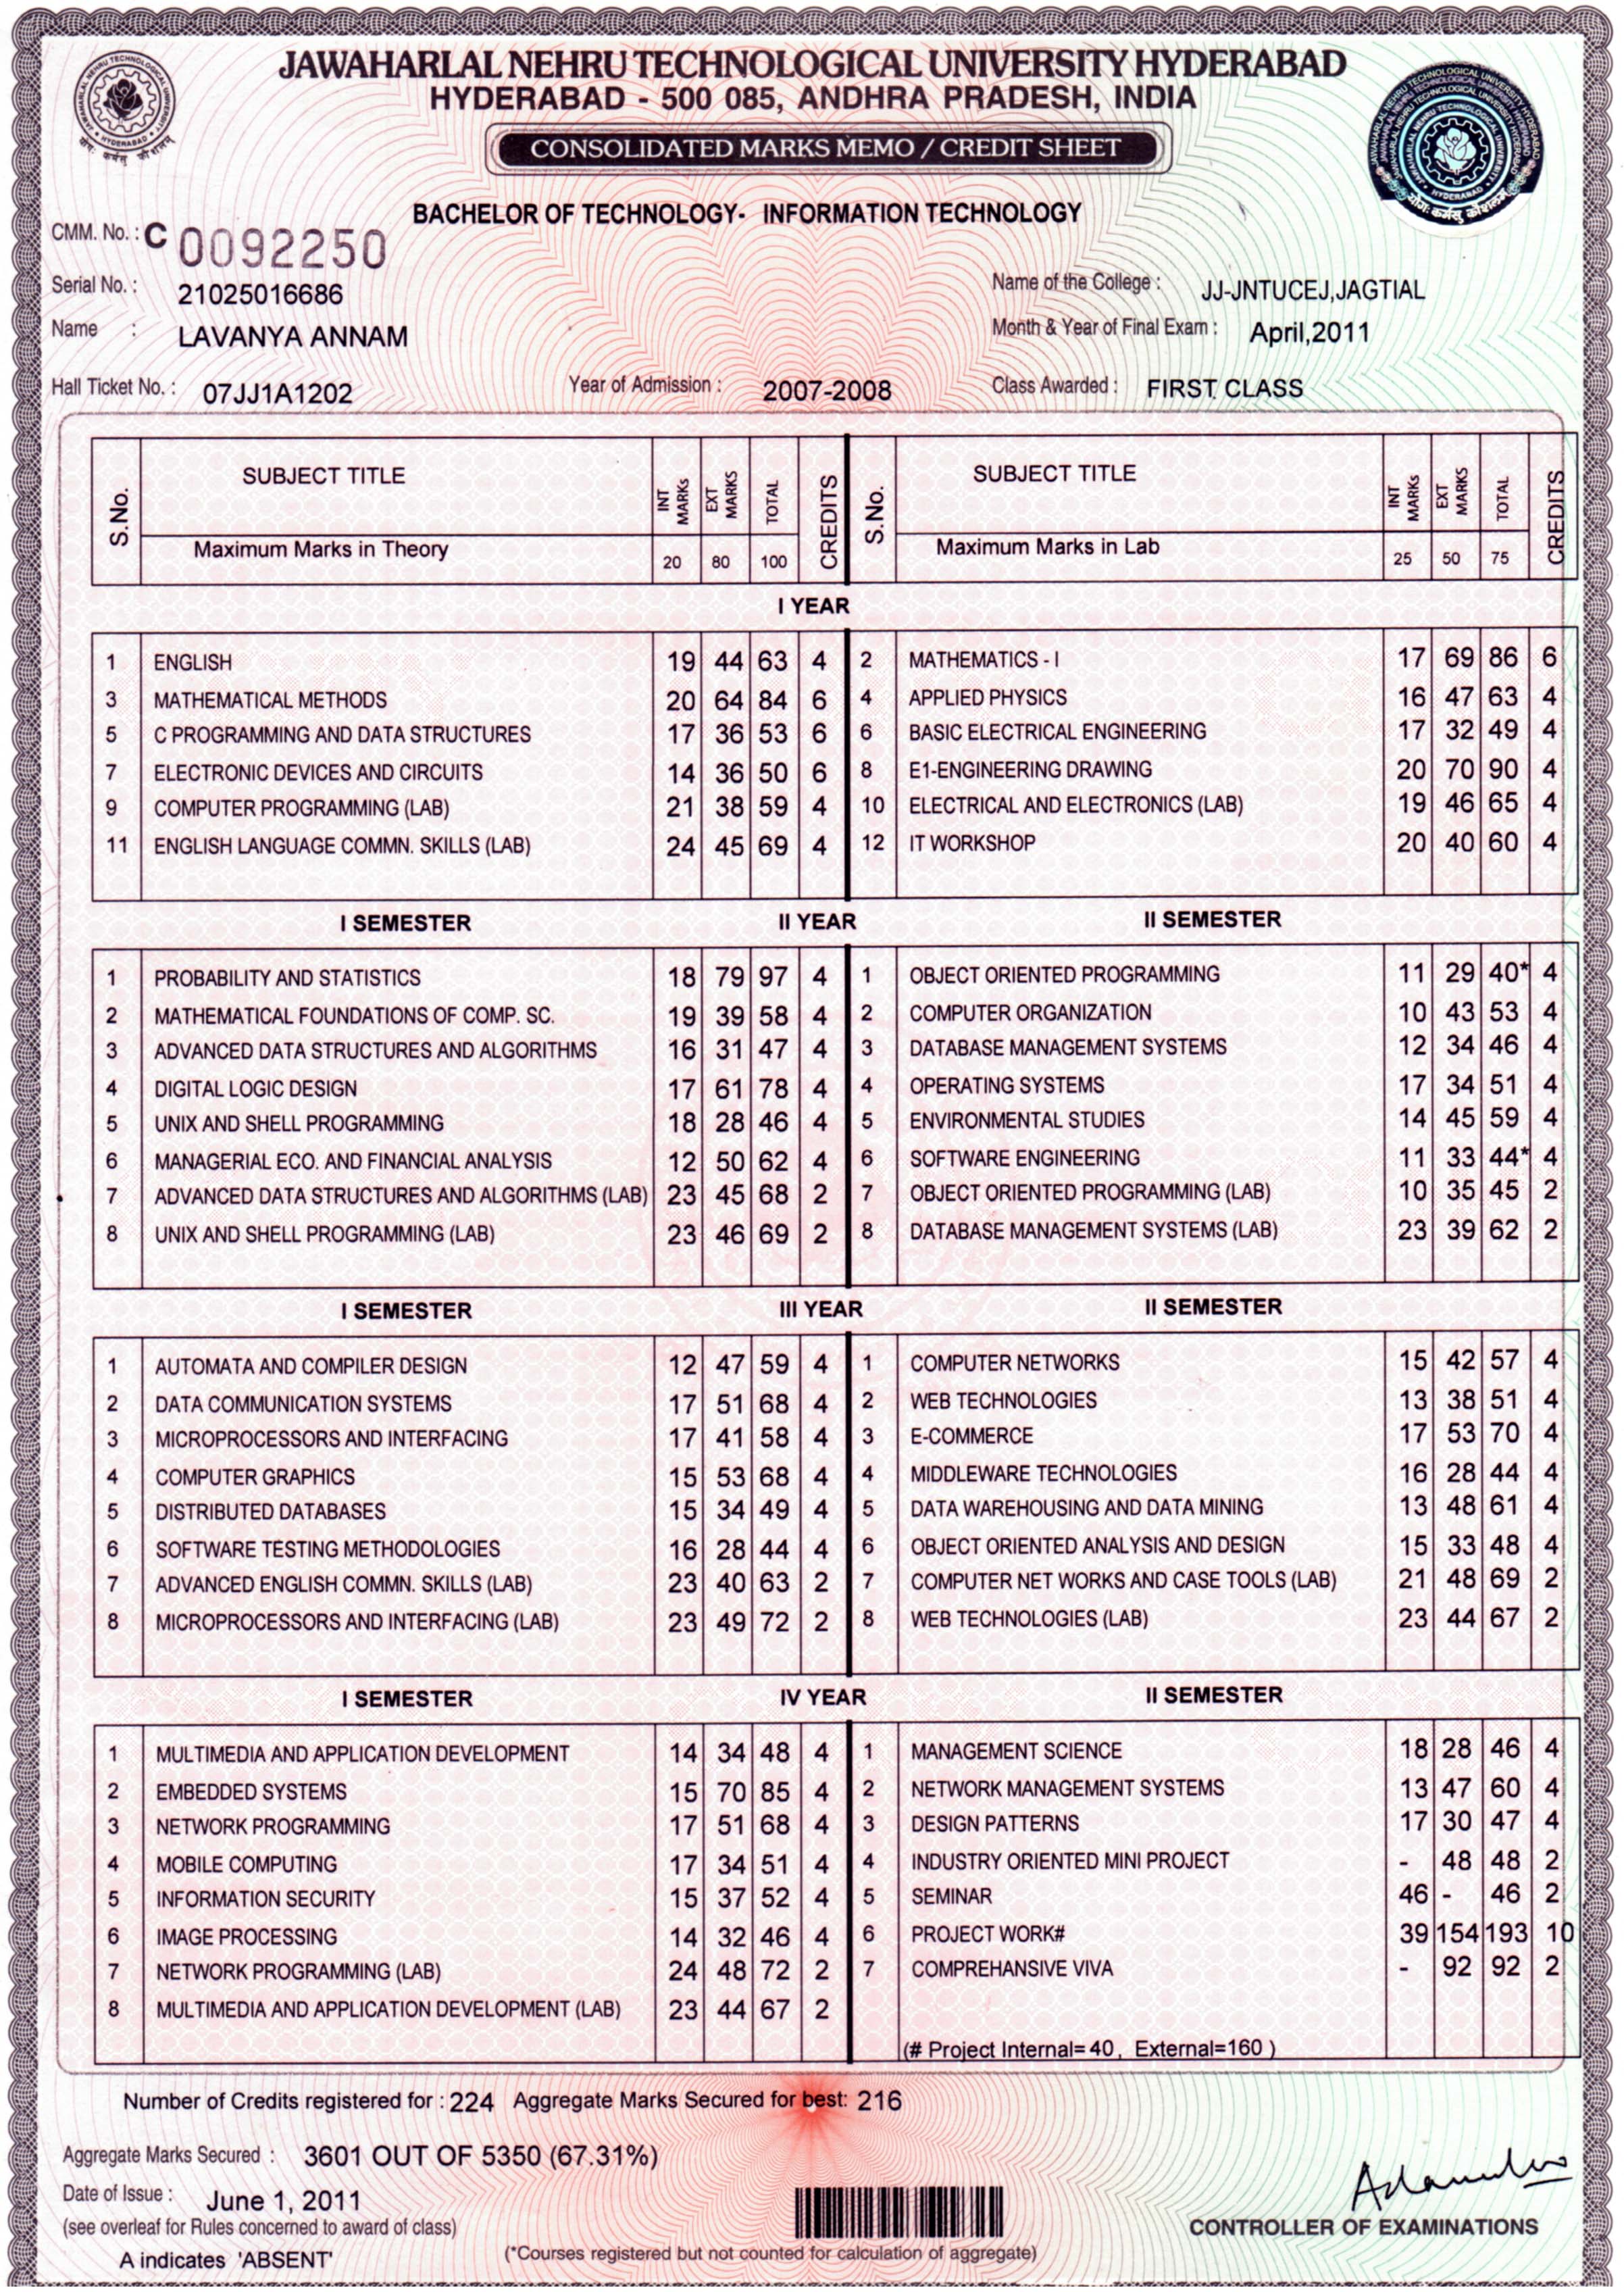 JAWAHARLAL NEHRU TECHNOLOGICAL UNIVERSITY HYDERABAD
HYDERABAD - 500 085, ANDHRA PRADESH, INDIA
CONSOLIDATED MARKS MEMO / CREDIT SHEET
BACHELOR OF TECHNOLOGY- INFORMATION TECHNOLOGY
CMM. No. : C 0092250
Serial No. : 21025016686 Name of the College : JJ-JNTUCEJ,JAGTIAL
Name : LAVANYA ANNAM Month & Year of Final Exam : April,2011
Hall Ticket No. : 07JJ1A1202 Year of Admission : 2007-2008 Class Awarded : FIRST CLASS
S.No. SUBJECT TITLE INT MARKS EXT MARKS TOTAL CREDITS S.No. SUBJECT TITLE INT MARKS EXT MARKS TOTAL CREDITS
Maximum Marks in Theory 20 80 100 Maximum Marks in Lab 25 50 75
I YEAR
1 ENGLISH 19 44 63 4 2 MATHEMATICS - I 17 69 86 6
3 MATHEMATICAL METHODS 20 64 84 6 4 APPLIED PHYSICS 16 47 63 4
5 C PROGRAMMING AND DATA STRUCTURES 17 36 53 6 6 BASIC ELECTRICAL ENGINEERING 17 32 49 4
7 ELECTRONIC DEVICES AND CIRCUITS 14 36 50 6 8 E1-ENGINEERING DRAWING 20 70 90 4
9 COMPUTER PROGRAMMING (LAB) 21 38 59 4 10 ELECTRICAL AND ELECTRONICS (LAB) 19 46 65 4
11 ENGLISH LANGUAGE COMMN. SKILLS (LAB) 24 45 69 4 12 IT WORKSHOP 20 40 60 4
I SEMESTER II YEAR II SEMESTER
1 PROBABILITY AND STATISTICS 18 79 97 4 1 OBJECT ORIENTED PROGRAMMING 11 29 40* 4
2 MATHEMATICAL FOUNDATIONS OF COMP. SC. 19 39 58 4 2 COMPUTER ORGANIZATION 10 43 53 4
3 ADVANCED DATA STRUCTURES AND ALGORITHMS 16 31 47 4 3 DATABASE MANAGEMENT SYSTEMS 12 34 46 4
4 DIGITAL LOGIC DESIGN 17 61 78 4 4 OPERATING SYSTEMS 17 34 51 4
5 UNIX AND SHELL PROGRAMMING 18 28 46 4 5 ENVIRONMENTAL STUDIES 14 45 59 4
6 MANAGERIAL ECO. AND FINANCIAL ANALYSIS 12 50 62 4 6 SOFTWARE ENGINEERING 11 33 44* 4
7 ADVANCED DATA STRUCTURES AND ALGORITHMS (LAB) 23 45 68 2 7 OBJECT ORIENTED PROGRAMMING (LAB) 10 35 45 2
8 UNIX AND SHELL PROGRAMMING (LAB) 23 46 69 2 8 DATABASE MANAGEMENT SYSTEMS (LAB) 23 39 62 2
I SEMESTER III YEAR II SEMESTER
1 AUTOMATA AND COMPILER DESIGN 12 47 59 4 1 COMPUTER NETWORKS 15 42 57 4
2 DATA COMMUNICATION SYSTEMS 17 51 68 4 2 WEB TECHNOLOGIES 13 38 51 4
3 MICROPROCESSORS AND INTERFACING 17 41 58 4 3 E-COMMERCE 17 53 70 4
4 COMPUTER GRAPHICS 15 53 68 4 4 MIDDLEWARE TECHNOLOGIES 16 28 44 4
5 DISTRIBUTED DATABASES 15 34 49 4 5 DATA WAREHOUSING AND DATA MINING 13 48 61 4
6 SOFTWARE TESTING METHODOLOGIES 16 28 44 4 6 OBJECT ORIENTED ANALYSIS AND DESIGN 15 33 48 4
7 ADVANCED ENGLISH COMMN. SKILLS (LAB) 23 40 63 2 7 COMPUTER NET WORKS AND CASE TOOLS (LAB) 21 48 69 2
8 MICROPROCESSORS AND INTERFACING (LAB) 23 49 72 2 8 WEB TECHNOLOGIES (LAB) 23 44 67 2
I SEMESTER IV YEAR II SEMESTER
1 MULTIMEDIA AND APPLICATION DEVELOPMENT 14 34 48 4 1 MANAGEMENT SCIENCE 18 28 46 4
2 EMBEDDED SYSTEMS 15 70 85 4 2 NETWORK MANAGEMENT SYSTEMS 13 47 60 4
3 NETWORK PROGRAMMING 17 51 68 4 3 DESIGN PATTERNS 17 30 47 4
4 MOBILE COMPUTING 17 34 51 4 4 INDUSTRY ORIENTED MINI PROJECT - 48 48 2
5 INFORMATION SECURITY 15 37 52 4 5 SEMINAR 46 - 46 2
6 IMAGE PROCESSING 14 32 46 4 6 PROJECT WORK# 39 154 193 10
7 NETWORK PROGRAMMING (LAB) 24 48 72 2 7 COMPREHANSIVE VIVA - 92 92 2
8 MULTIMEDIA AND APPLICATION DEVELOPMENT (LAB) 23 44 67 2
(# Project Internal= 40, External=160 )
Number of Credits registered for : 224 Aggregate Marks Secured for best: 216
Aggregate Marks Secured : 3601 OUT OF 5350 (67.31%)
Date of Issue : June 1, 2011
(see overleaf for Rules concerned to award of class) CONTROLLER OF EXAMINATIONS
A indicates 'ABSENT' (*Courses registered but not counted for calculation of aggregate)